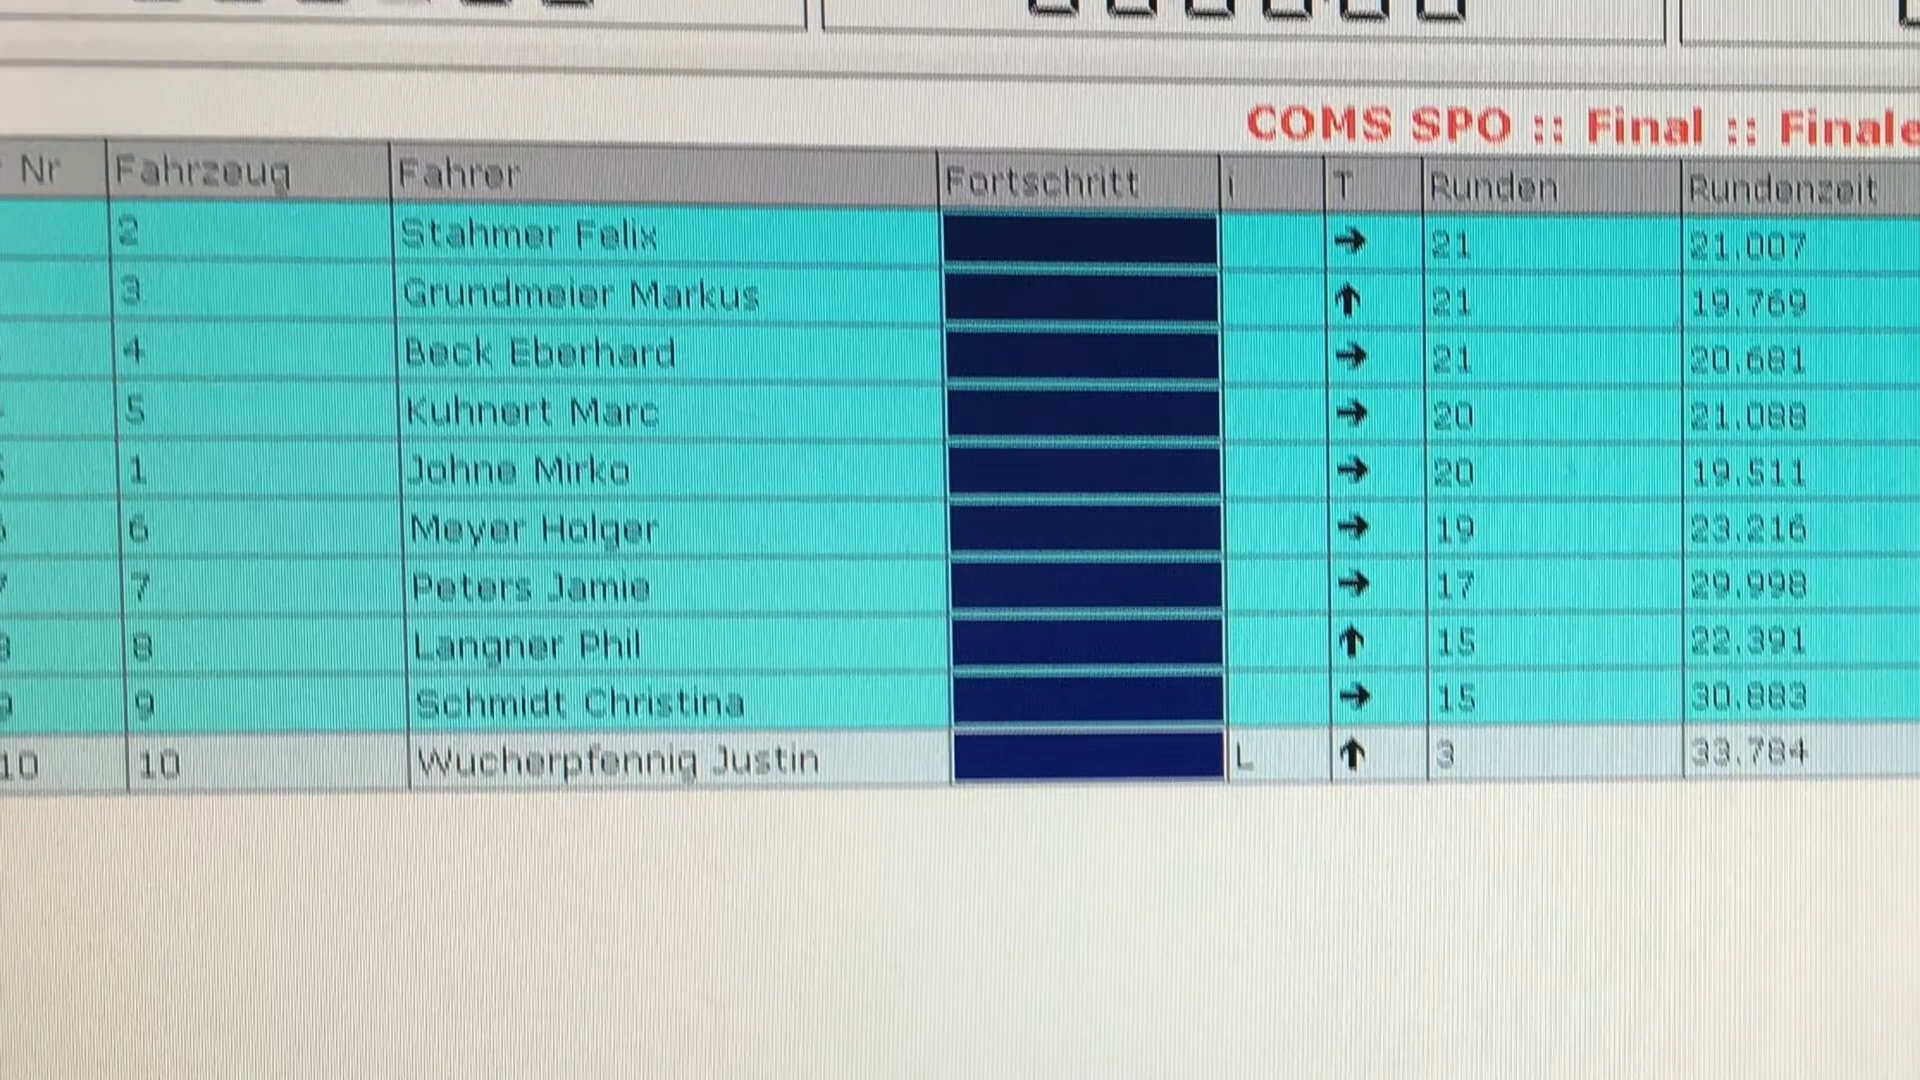 COMS SPO :: Final :: Finale
Nr Fahrzeug Fahrer Fortschritt i T Runden Rundenzeit
2 Stahmer Felix → 21 21.007
3 Grundmeier Markus ↑ 21 19.769
4 Beck Eberhard → 21 20.681
5 Kuhnert Marc → 20 21.088
1 Johne Mirko → 20 19.511
6 Meyer Holger → 19 23.216
7 7 Peters Jamie → 17 29.998
8 8 Langner Phil ↑ 15 22.391
9 9 Schmidt Christina → 15 30.883
10 10 Wucherpfennig Justin L ↑ 3 33.784